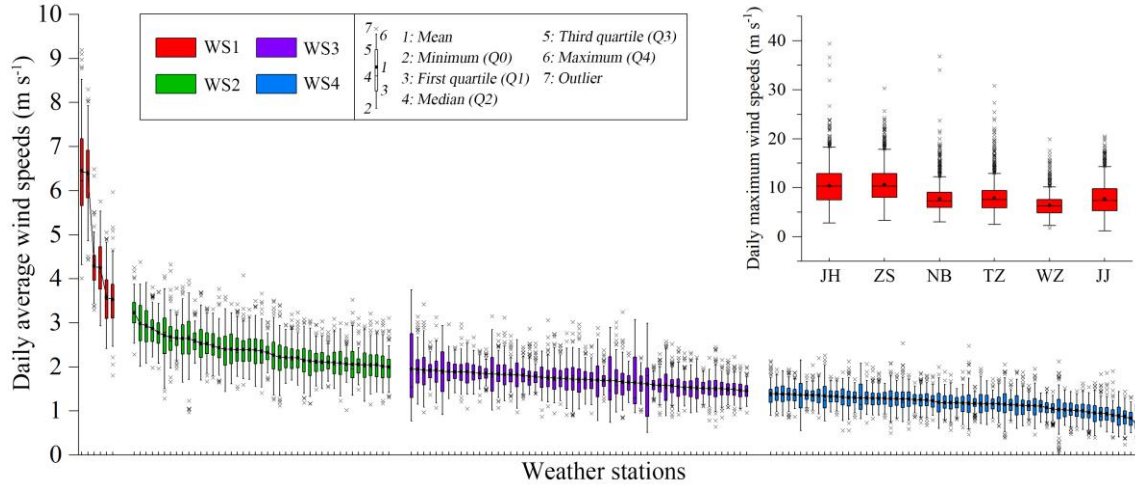 Daily average wind speeds (m s⁻¹)
10
9
8
7
6
5
4
3
2
1
0
WS1
WS2
WS3
WS4
7
6
5
1
4
3
2
1: Mean
2: Minimum (Q0)
3: First quartile (Q1)
4: Median (Q2)
5: Third quartile (Q3)
6: Maximum (Q4)
7: Outlier
Daily maximum wind speeds (m s⁻¹)
40
30
20
10
0
JH ZS NB TZ WZ JJ
Weather stations